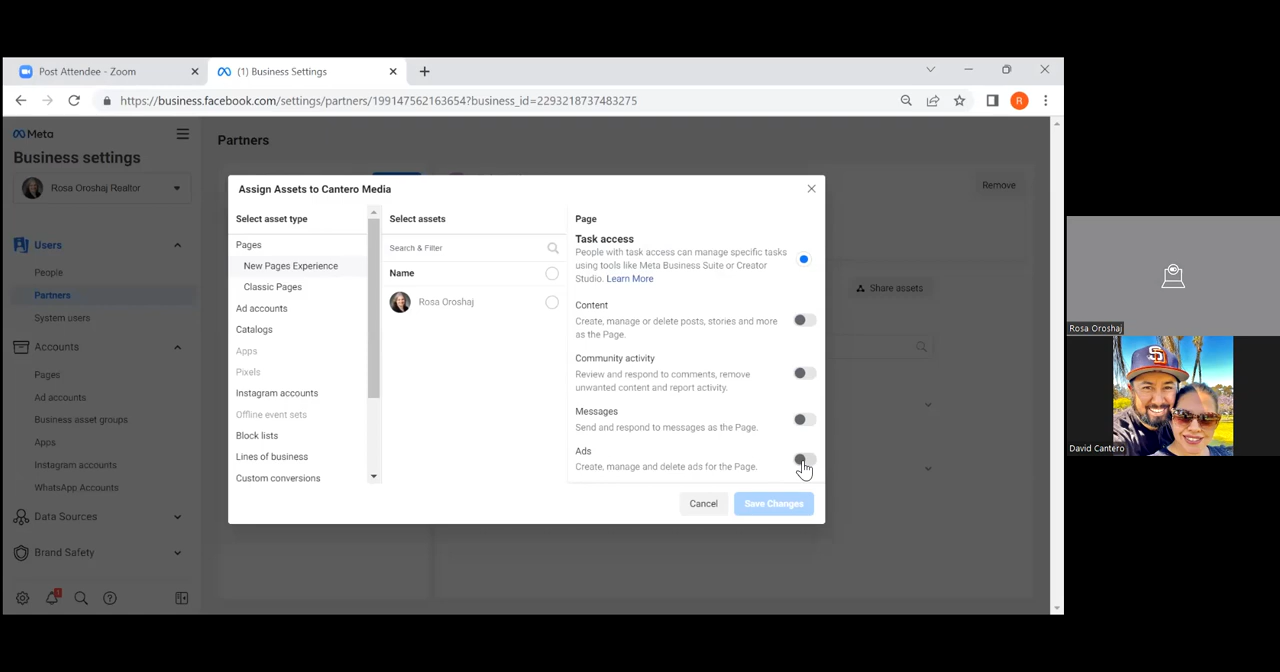 Post Attendee - Zoom
(1) Business Settings
https://business.facebook.com/settings/partners/199147562163654?business_id=2293218737483275
R
Meta
Business settings
Rosa Oroshaj Realtor
Users
People
Partners
System users
Accounts
Pages
Ad accounts
Business asset groups
Apps
Instagram accounts
WhatsApp Accounts
Data Sources
Brand Safety
1
Partners
Remove
Share assets
Assign Assets to Cantero Media
Select asset type
Pages
New Pages Experience
Classic Pages
Ad accounts
Catalogs
Apps
Pixels
Instagram accounts
Offline event sets
Block lists
Lines of business
Custom conversions
Select assets
Search & Filter
Name
Rosa Oroshaj
Page
Task access
People with task access can manage specific tasks
using tools like Meta Business Suite or Creator
Studio. Learn More
Content
Create, manage or delete posts, stories and more
as the Page.
Community activity
Review and respond to comments, remove
unwanted content and report activity.
Messages
Send and respond to messages as the Page.
Ads
Create, manage and delete ads for the Page.
Cancel
Save Changes
Rosa Oroshaj
David Cantero